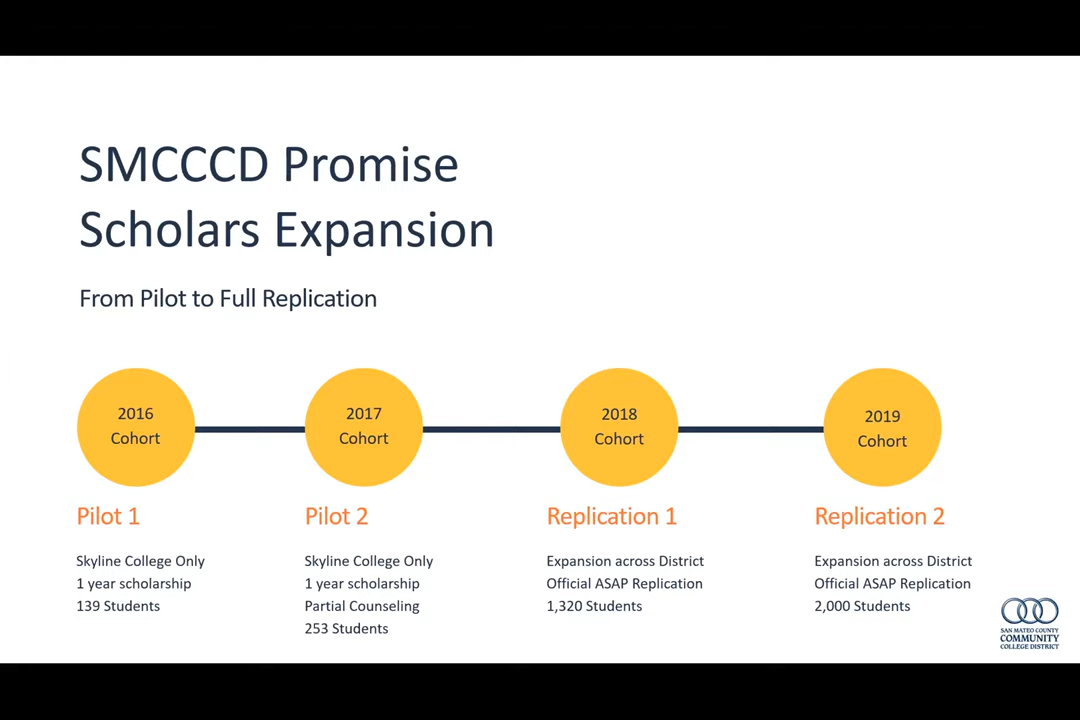 SMCCCD Promise
Scholars Expansion
From Pilot to Full Replication
2016
Cohort
2017
Cohort
2018
Cohort
2019
Cohort
Pilot 1
Skyline College Only
1 year scholarship
139 Students
Pilot 2
Skyline College Only
1 year scholarship
Partial Counseling
253 Students
Replication 1
Expansion across District
Official ASAP Replication
1,320 Students
Replication 2
Expansion across District
Official ASAP Replication
2,000 Students
SAN MATEO COUNTY
COMMUNITY
COLLEGE DISTRICT